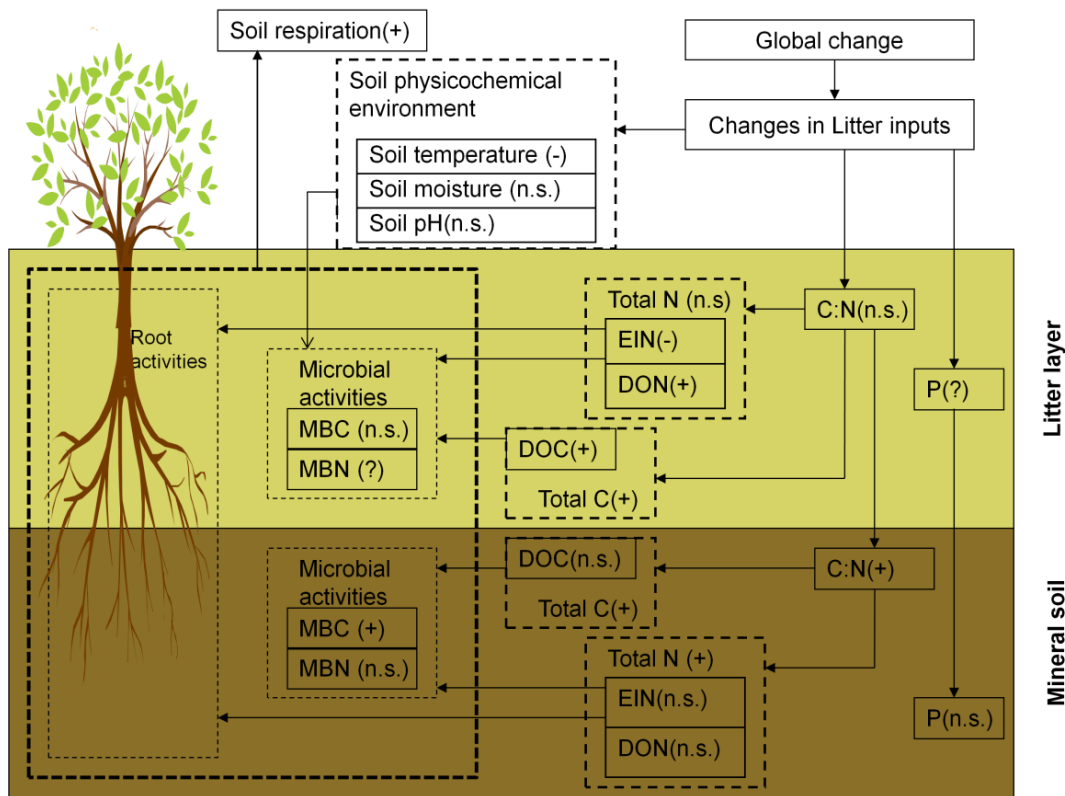 Soil respiration(+)
Global change
Soil physicochemical
environment
Soil temperature (-)
Soil moisture (n.s.)
Soil pH(n.s.)
Changes in Litter inputs
Root
activities
Microbial
activities
MBC (n.s.)
MBN (?)
Total N (n.s)
EIN(-)
DON(+)
C:N(n.s.)
P(?)
DOC(+)
Total C(+)
Litter layer
Microbial
activities
MBC (+)
MBN (n.s.)
DOC(n.s.)
Total C(+)
C:N(+)
Total N (+)
EIN(n.s.)
DON(n.s.)
P(n.s.)
Mineral soil